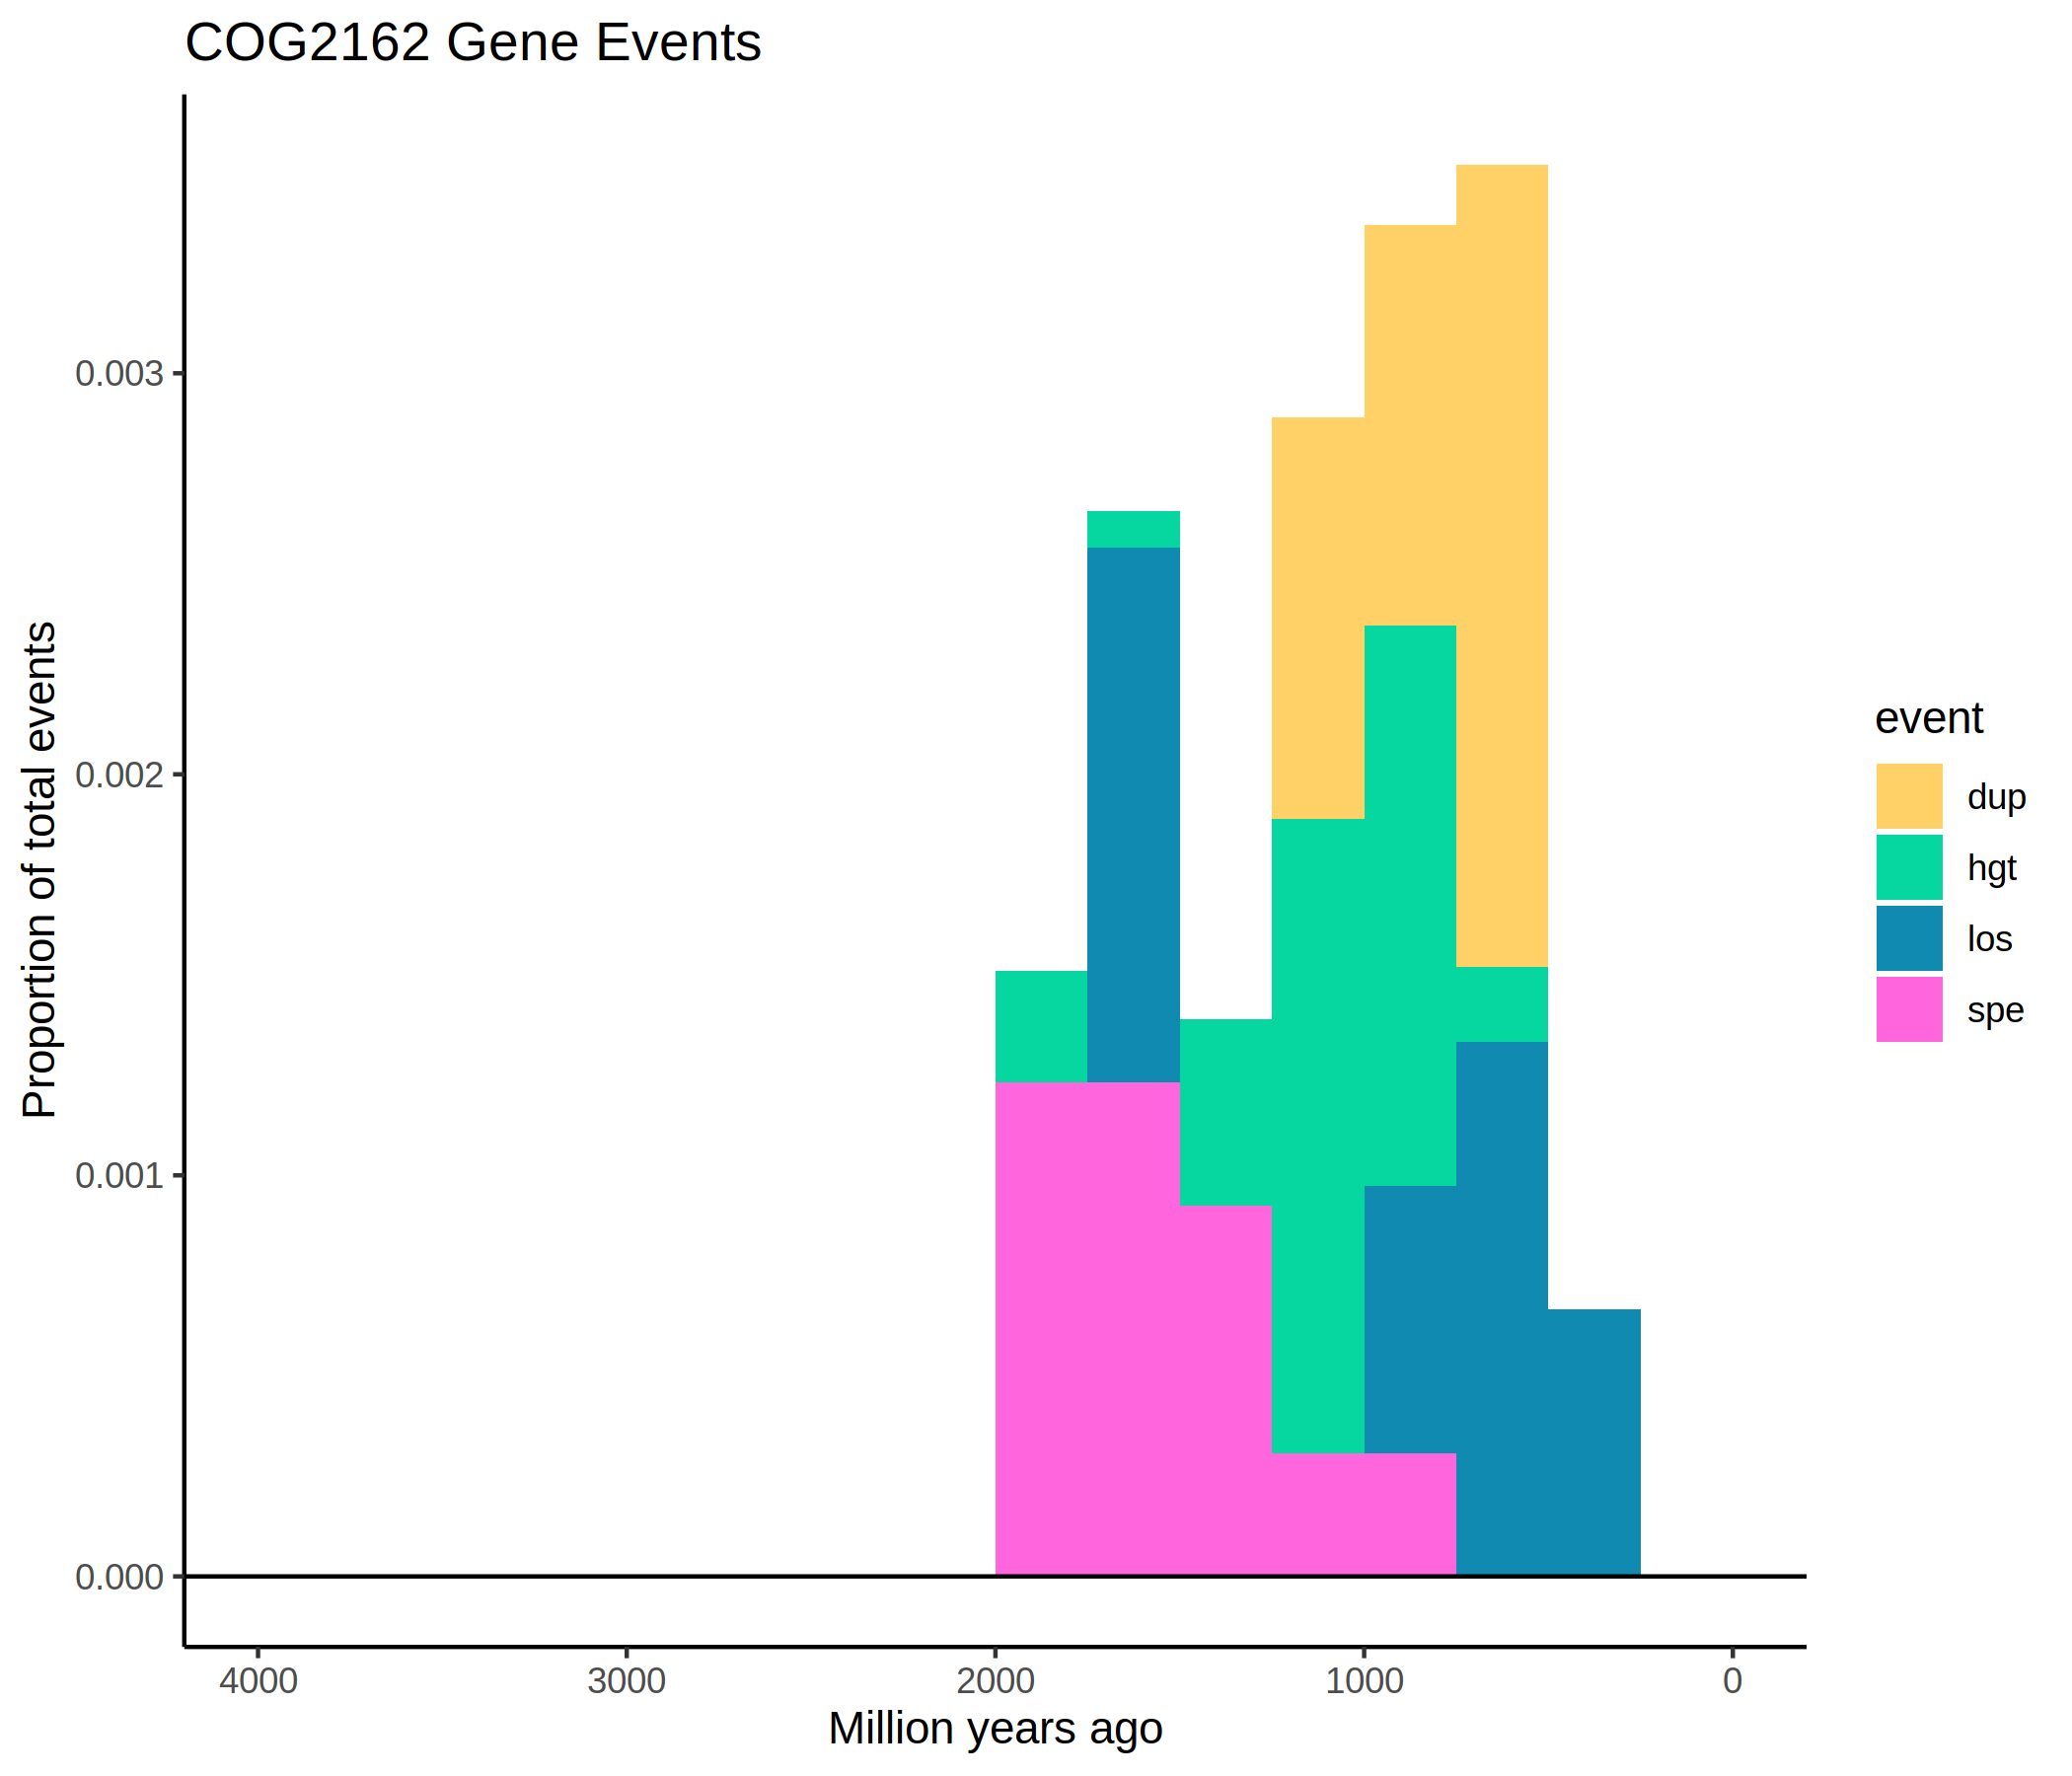 COG2162 Gene Events
Proportion of total events
0.003
0.002
0.001
0.000
4000 3000 2000 1000 0
Million years ago
event
dup
hgt
los
spe